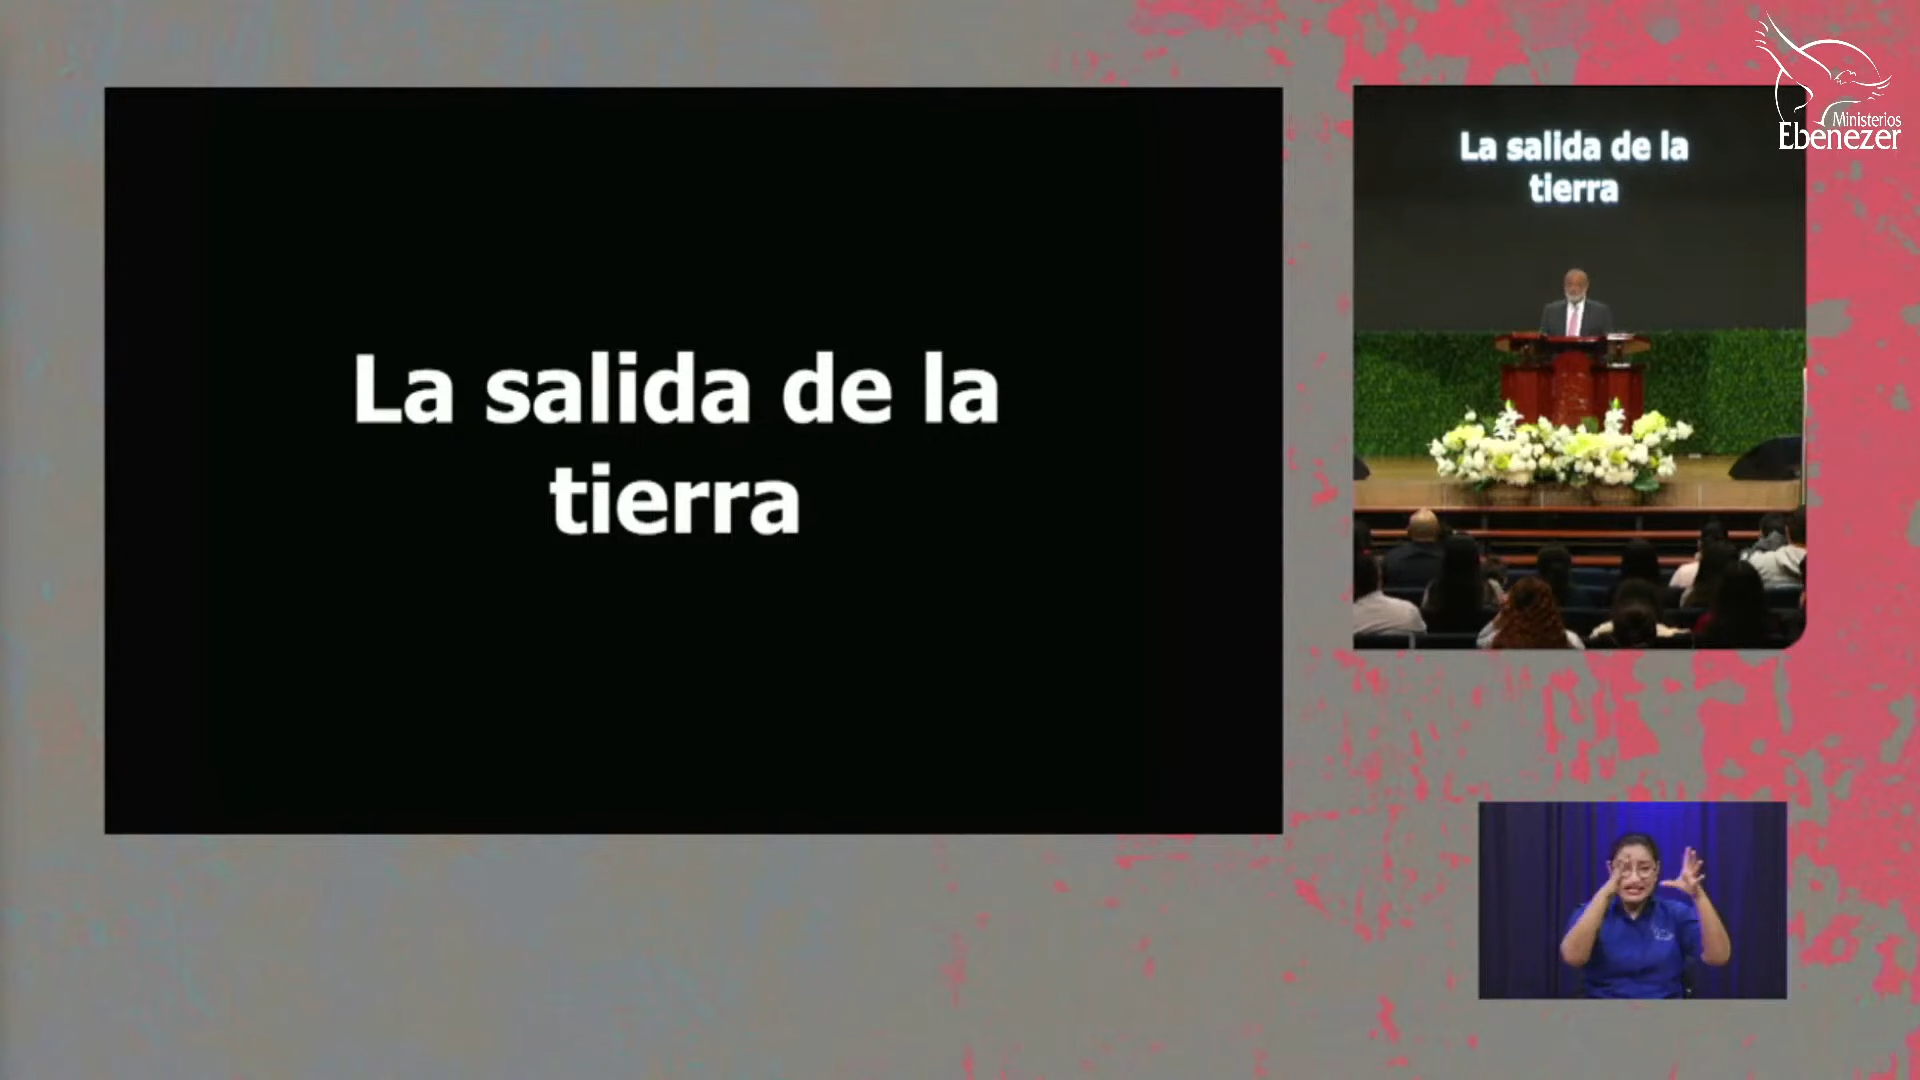 La salida de la
tierra
La salida de la
tierra
Ministerios
Ebenezer